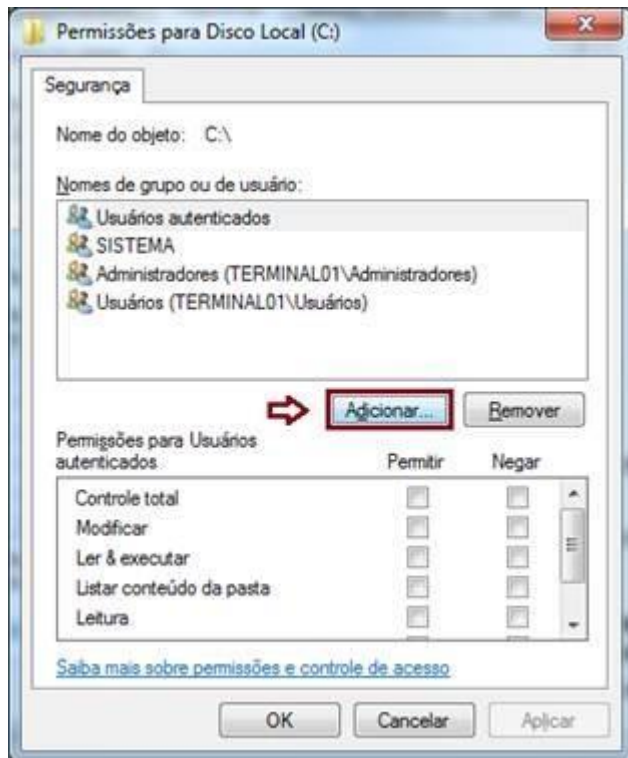 Permissões para Disco Local (C:)
Segurança
Nome do objeto: C:\
Nomes de grupo ou de usuário:
Usuários autenticados
SISTEMA
Administradores (TERMINAL01\Administradores)
Usuários (TERMINAL01\Usuários)
Adicionar... Remover
Permissões para Usuários
autenticados Permitir Negar
Controle total
Modificar
Ler & executar
Listar conteúdo da pasta
Leitura
Saiba mais sobre permissões e controle de acesso
OK Cancelar Aplicar